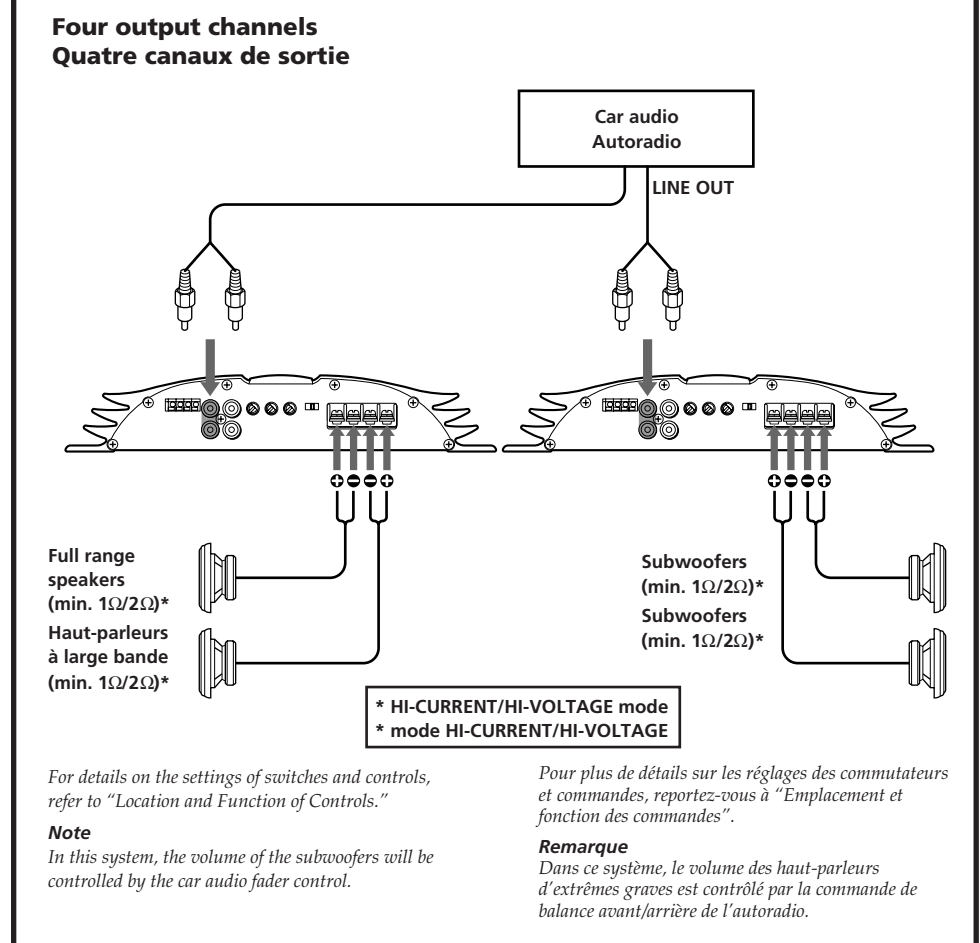 Four output channels
Quatre canaux de sortie
Car audio
Autoradio
LINE OUT
Full range
speakers
(min. 1Ω/2Ω)*
Haut-parleurs
à large bande
(min. 1Ω/2Ω)*
Subwoofers
(min. 1Ω/2Ω)*
Subwoofers
(min. 1Ω/2Ω)*
* HI-CURRENT/HI-VOLTAGE mode
* mode HI-CURRENT/HI-VOLTAGE
For details on the settings of switches and controls,
refer to “Location and Function of Controls.”
Note
In this system, the volume of the subwoofers will be
controlled by the car audio fader control.
Pour plus de détails sur les réglages des commutateurs
et commandes, reportez-vous à “Emplacement et
fonction des commandes”.
Remarque
Dans ce système, le volume des haut-parleurs
d’extrêmes graves est contrôlé par la commande de
balance avant/arrière de l’autoradio.